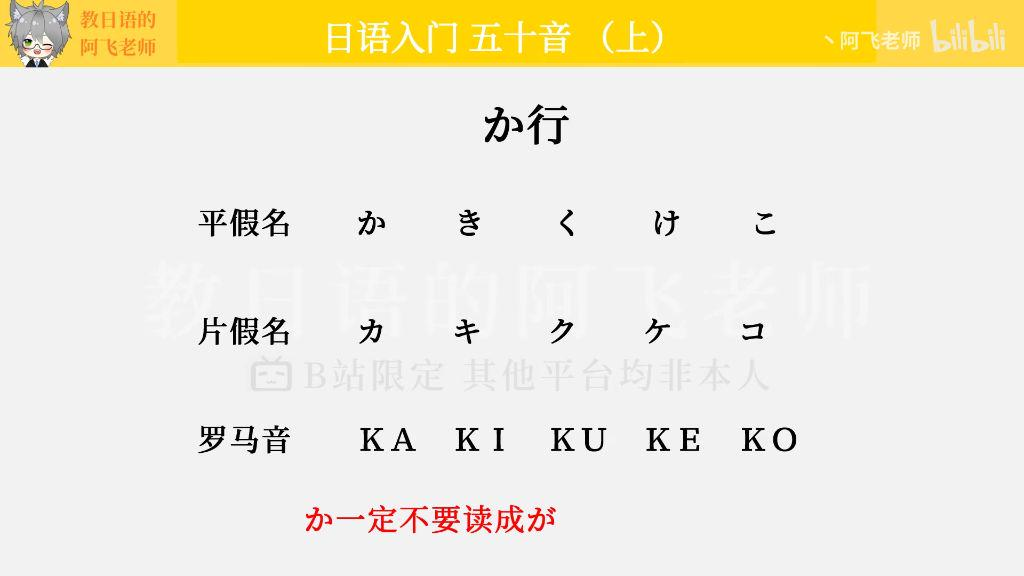 教日语的
阿飞老师
日语入门 五十音 （上）
丶阿飞老师 bilibili
か行
平假名 か き く け こ
教日语的阿飞老师
片假名 カ キ ク ケ コ
B站限定 其他平台均非本人
罗马音 KA KI KU KE KO
か一定不要读成が